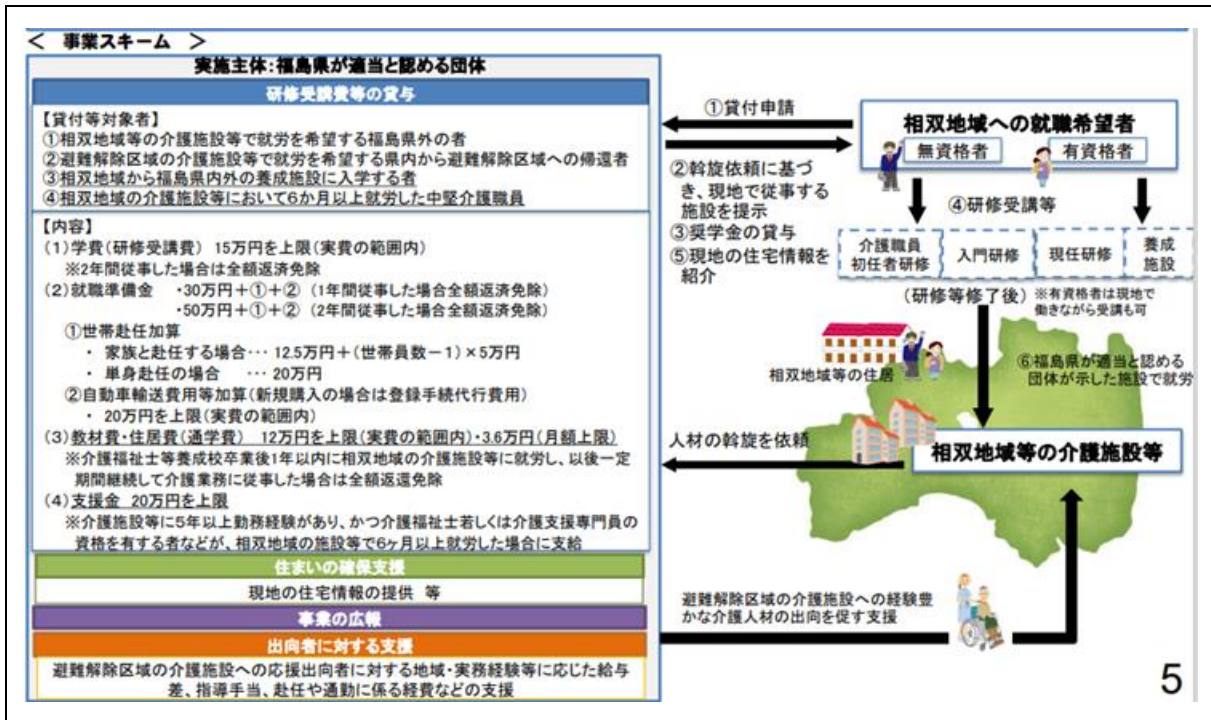 ＜ 事業スキーム ＞
実施主体：福島県が適当と認める団体
研修受講費等の貸与
【貸付等対象者】
①相双地域等の介護施設等で就労を希望する福島県外の者
②避難解除区域の介護施設等で就労を希望する県内から避難解除区域への帰還者
③相双地域から福島県内外の養成施設に入学する者
④相双地域の介護施設等において6か月以上就労した中堅介護職員
【内容】
（1）学費（研修受講費） 15万円を上限（実費の範囲内）
※2年間従事した場合は全額返済免除
（2）就職準備金 ・30万円＋①＋② （1年間従事した場合全額返済免除）
・50万円＋①＋② （2年間従事した場合全額返済免除）
①世帯赴任加算
・ 家族と赴任する場合… 12.5万円＋（世帯員数－1）×5万円
・ 単身赴任の場合 … 20万円
②自動車輸送費用等加算（新規購入の場合は登録手続代行費用）
・ 20万円を上限（実費の範囲内）
（3）教材費・住居費（通学費） 12万円を上限（実費の範囲内）・3.6万円（月額上限）
※介護福祉士等養成校卒業後1年以内に相双地域の介護施設等に就労し、以後一定
期間継続して介護業務に従事した場合は全額返還免除
（4）支援金 20万円を上限
※介護施設等に5年以上勤務経験があり、かつ介護福祉士若しくは介護支援専門員の
資格を有する者などが、相双地域の施設等で6ヶ月以上就労した場合に支給
住まいの確保支援
現地の住宅情報の提供 等
事業の広報
出向者に対する支援
避難解除区域の介護施設への応援出向者に対する地域・実務経験等に応じた給与
差、指導手当、赴任や通勤に係る経費などの支援
①貸付申請
相双地域への就職希望者
無資格者 有資格者
②斡旋依頼に基づ
き、現地で従事する
施設を提示
③奨学金の貸与
⑤現地の住宅情報を
紹介
④研修受講等
介護職員
初任者研修
入門研修
現任研修
養成
施設
（研修等修了後） ※有資格者は現地で
働きながら受講も可
相双地域等の住居
⑥福島県が適当と認める
団体が示した施設で就労
人材の斡旋を依頼
相双地域等の介護施設等
避難解除区域の介護施設への経験豊
かな介護人材の出向を促す支援
5